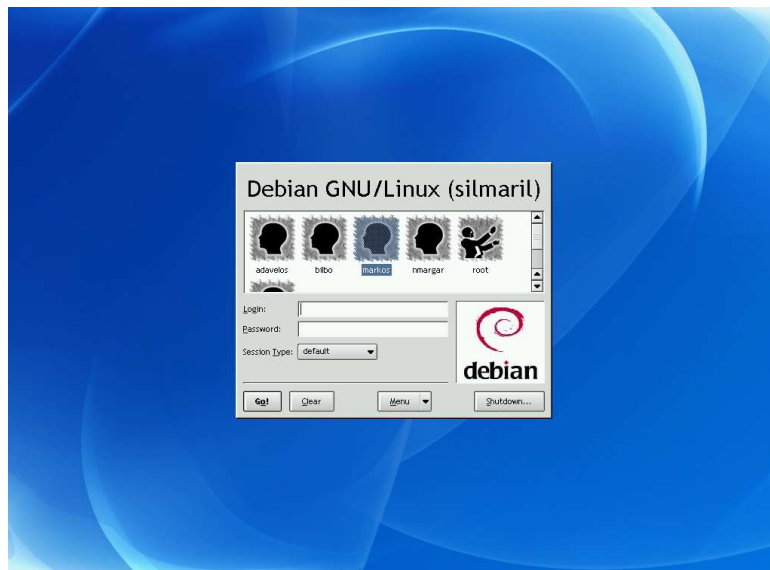 Debian GNU/Linux (silmaril)
adavelos bilbo markos nmargar root
Login:
Password:
Session Type: default
debian
Go! Clear Menu Shutdown...